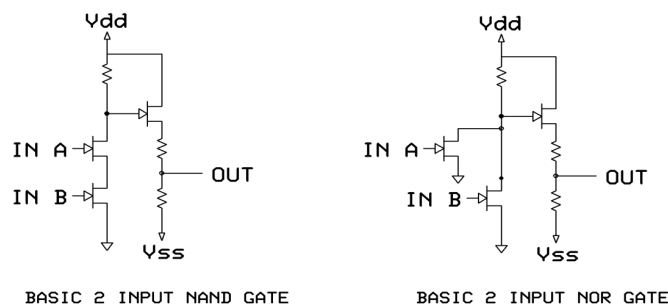 Vdd
IN A
IN B
OUT
Vss
BASIC 2 INPUT NAND GATE
Vdd
IN A
IN B
OUT
Vss
BASIC 2 INPUT NOR GATE